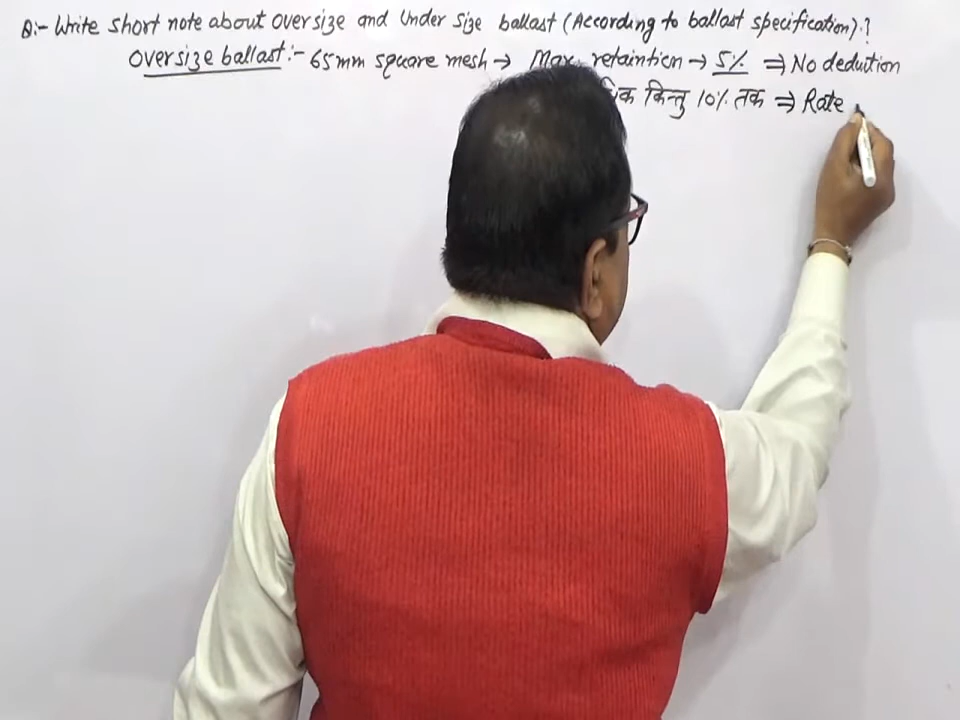 Q:- Write short note about oversize and Under size ballast (According to ballast specification).?
oversize ballast:- 65mm square mesh → Max. retaintion → 5% ⇒ No deduction
किन्तु 10% तक ⇒ Rate